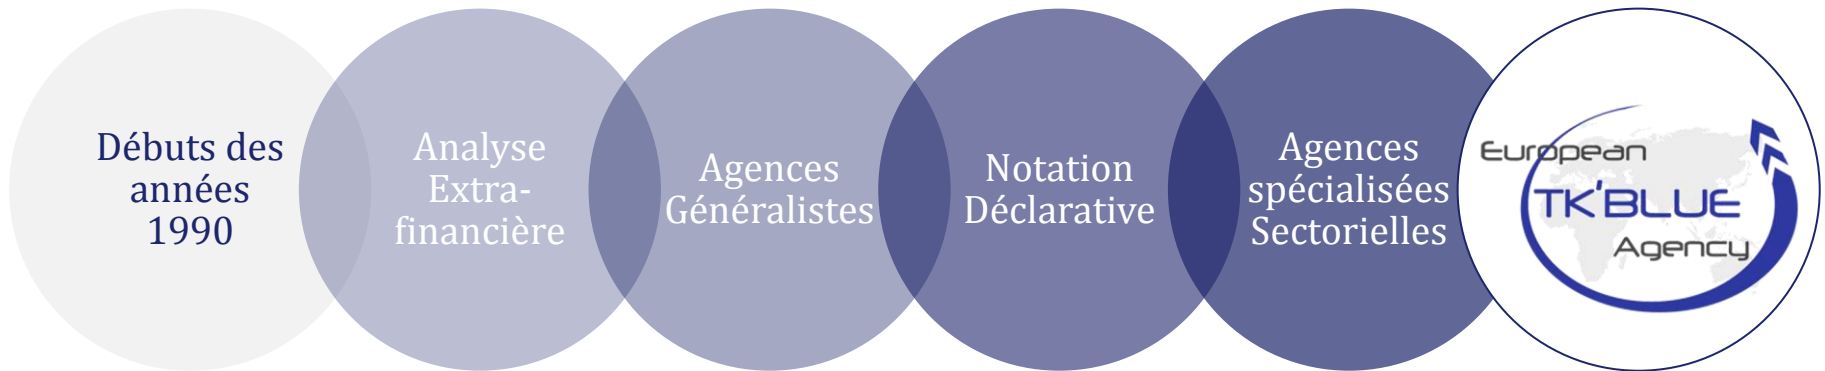 Débuts des
années
1990
Analyse
Extra-
financière
Agences
Généralistes
Notation
Déclarative
Agences
spécialisées
Sectorielles
European
TK'BLUE
Agency